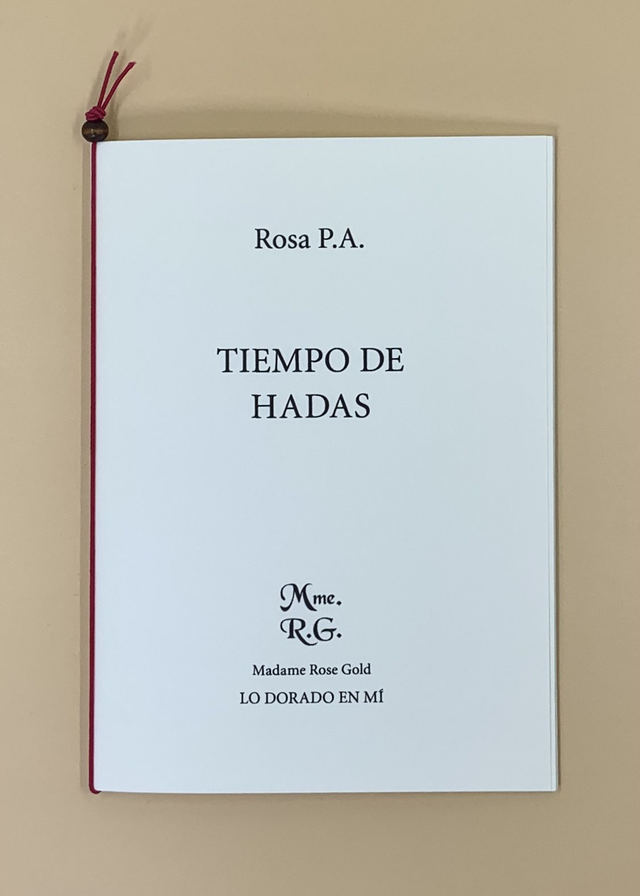 Rosa P.A.
TIEMPO DE
HADAS
Mme.
R.G.
Madame Rose Gold
LO DORADO EN MÍ